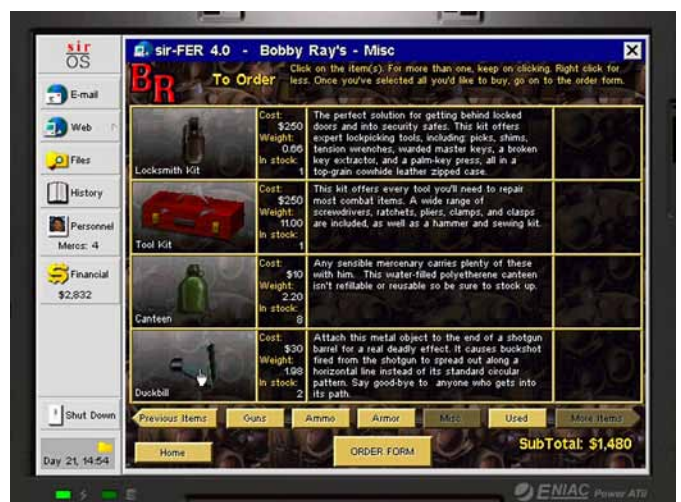 sir
OS
E-mail
Web
Files
History
Personnel
Mercs: 4
Financial
$2,832
Shut Down
Day 21, 14:54
sir-FER 4.0 - Bobby Ray's - Misc
BR
To Order
Click on the item(s). For more than one, keep on clicking. Right click for
less. Once you've selected all you'd like to buy, go on to
the order form.
Locksmith Kit
Cost:
$250
Weight:
0.66
In stock:
1
The perfect solution for getting behind locked
doors and into security safes. This kit offers
expert lockpicking tools, including: picks, shims,
tension wrenches, warded master keys, a broken
key extractor, and a palm-key press, all in a
top-grain cowhide leather zipped case.
Tool Kit
Cost:
$250
Weight:
11.00
In stock:
1
This kit offers every tool you'll need to repair
most combat items. A wide range of
screwdrivers, ratchets, pliers, clamps, and clasps
are included, as well as a hammer and sewing kit.
Canteen
Cost:
$10
Weight:
2.20
In stock:
8
Any sensible mercenary carries plenty of these
with him. This water-filled polyetherene canteen
isn't refillable or reusable so be sure to stock up.
Duckbill
Cost:
$30
Weight:
1.98
In stock:
2
Attach this metal object to the end of a shotgun
barrel for a real deadly effect. It causes buckshot
fired from the shotgun to spread out along a
horizontal line instead of its standard circular
pattern. Say good-bye to anyone who gets into
its path.
Previous Items
Guns
Ammo
Armor
Misc.
Used
More Items
Home
ORDER FORM
SubTotal: $1,480
ENIAC Power ATII